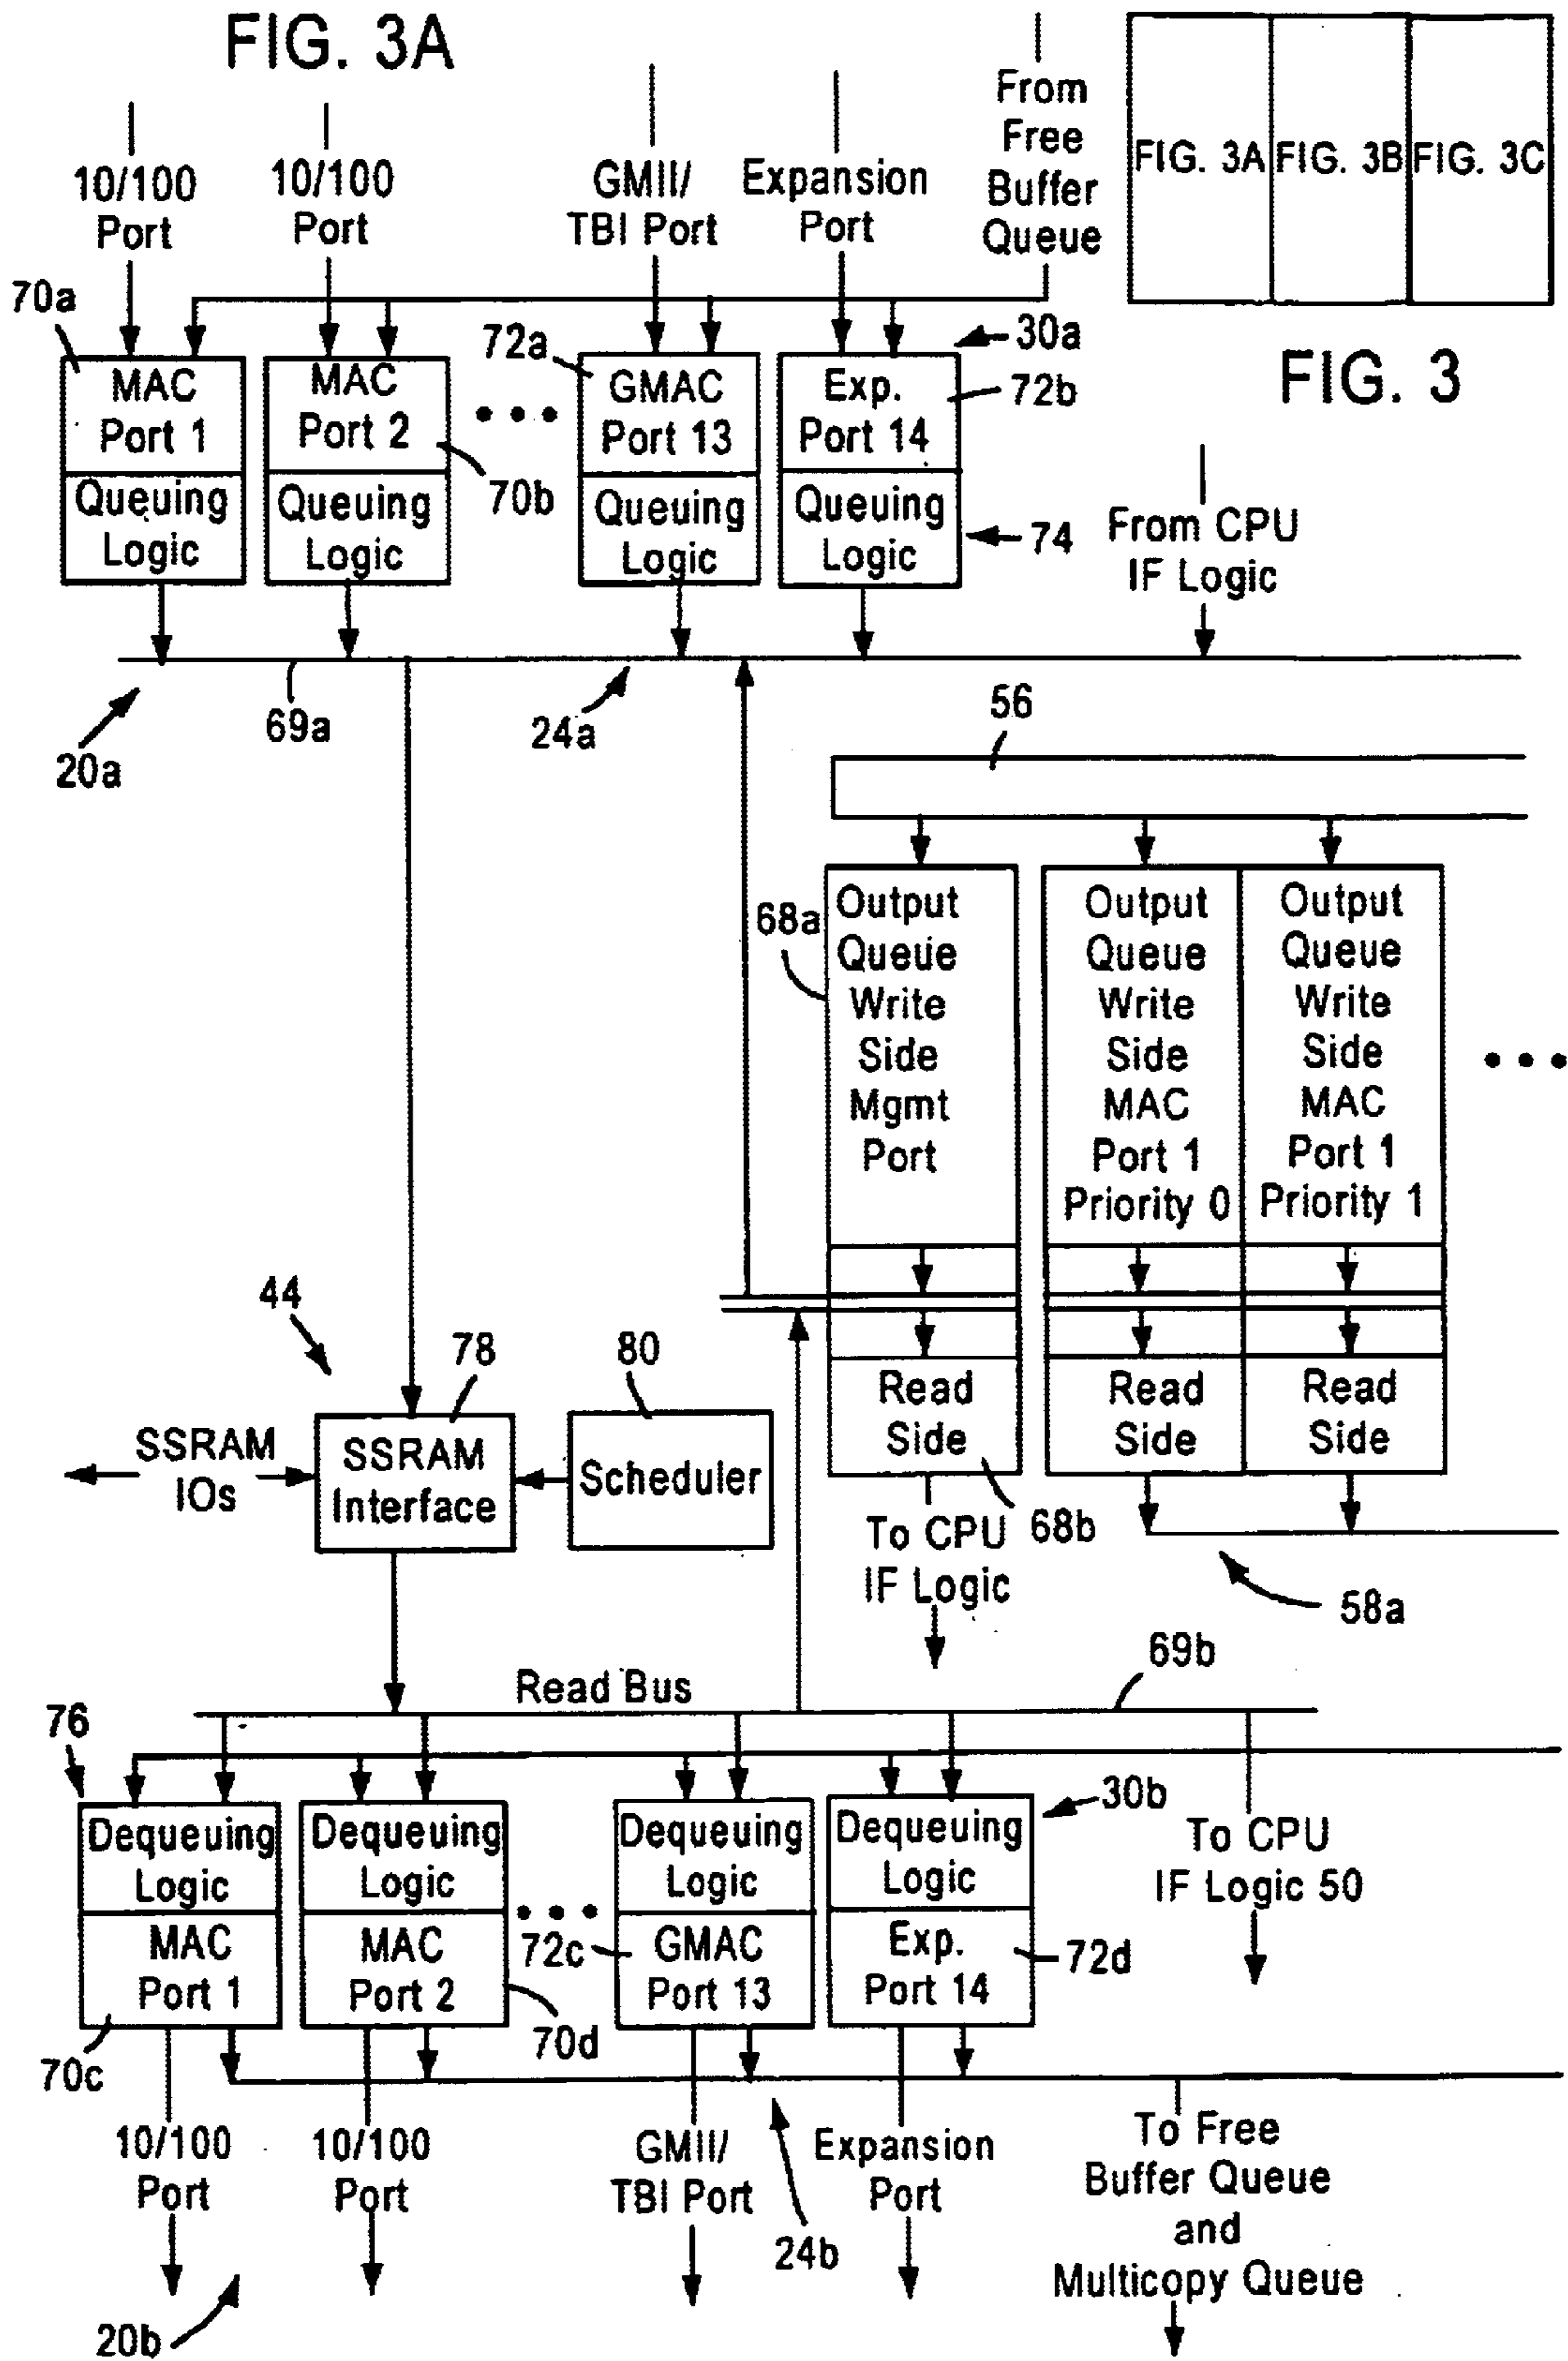 FIG. 3A
From
Free
Buffer
Queue
FIG. 3A
FIG. 3B
FIG. 3C
FIG. 3
10/100
Port
10/100
Port
GMII/
TBI Port
Expansion
Port
70a
72a
30a
72b
MAC
Port 1
Queuing
Logic
MAC
Port 2
Queuing
Logic
70b
GMAC
Port 13
Queuing
Logic
Exp.
Port 14
Queuing
Logic
74
From CPU
IF Logic
20a
69a
24a
56
68a
Output
Queue
Write
Side
Mgmt
Port
Output
Queue
Write
Side
MAC
Port 1
Priority 0
Output
Queue
Write
Side
MAC
Port 1
Priority 1
Read
Side
Read
Side
Read
Side
44
78
80
SSRAM
IOs
SSRAM
Interface
Scheduler
To CPU
IF Logic
68b
58a
Read Bus
69b
76
Dequeuing
Logic
MAC
Port 1
Dequeuing
Logic
MAC
Port 2
Dequeuing
Logic
GMAC
Port 13
Dequeuing
Logic
Exp.
Port 14
30b
To CPU
IF Logic 50
72c
72d
70c
70d
10/100
Port
10/100
Port
GMII/
TBI Port
24b
Expansion
Port
To Free
Buffer Queue
and
Multicopy Queue
20b